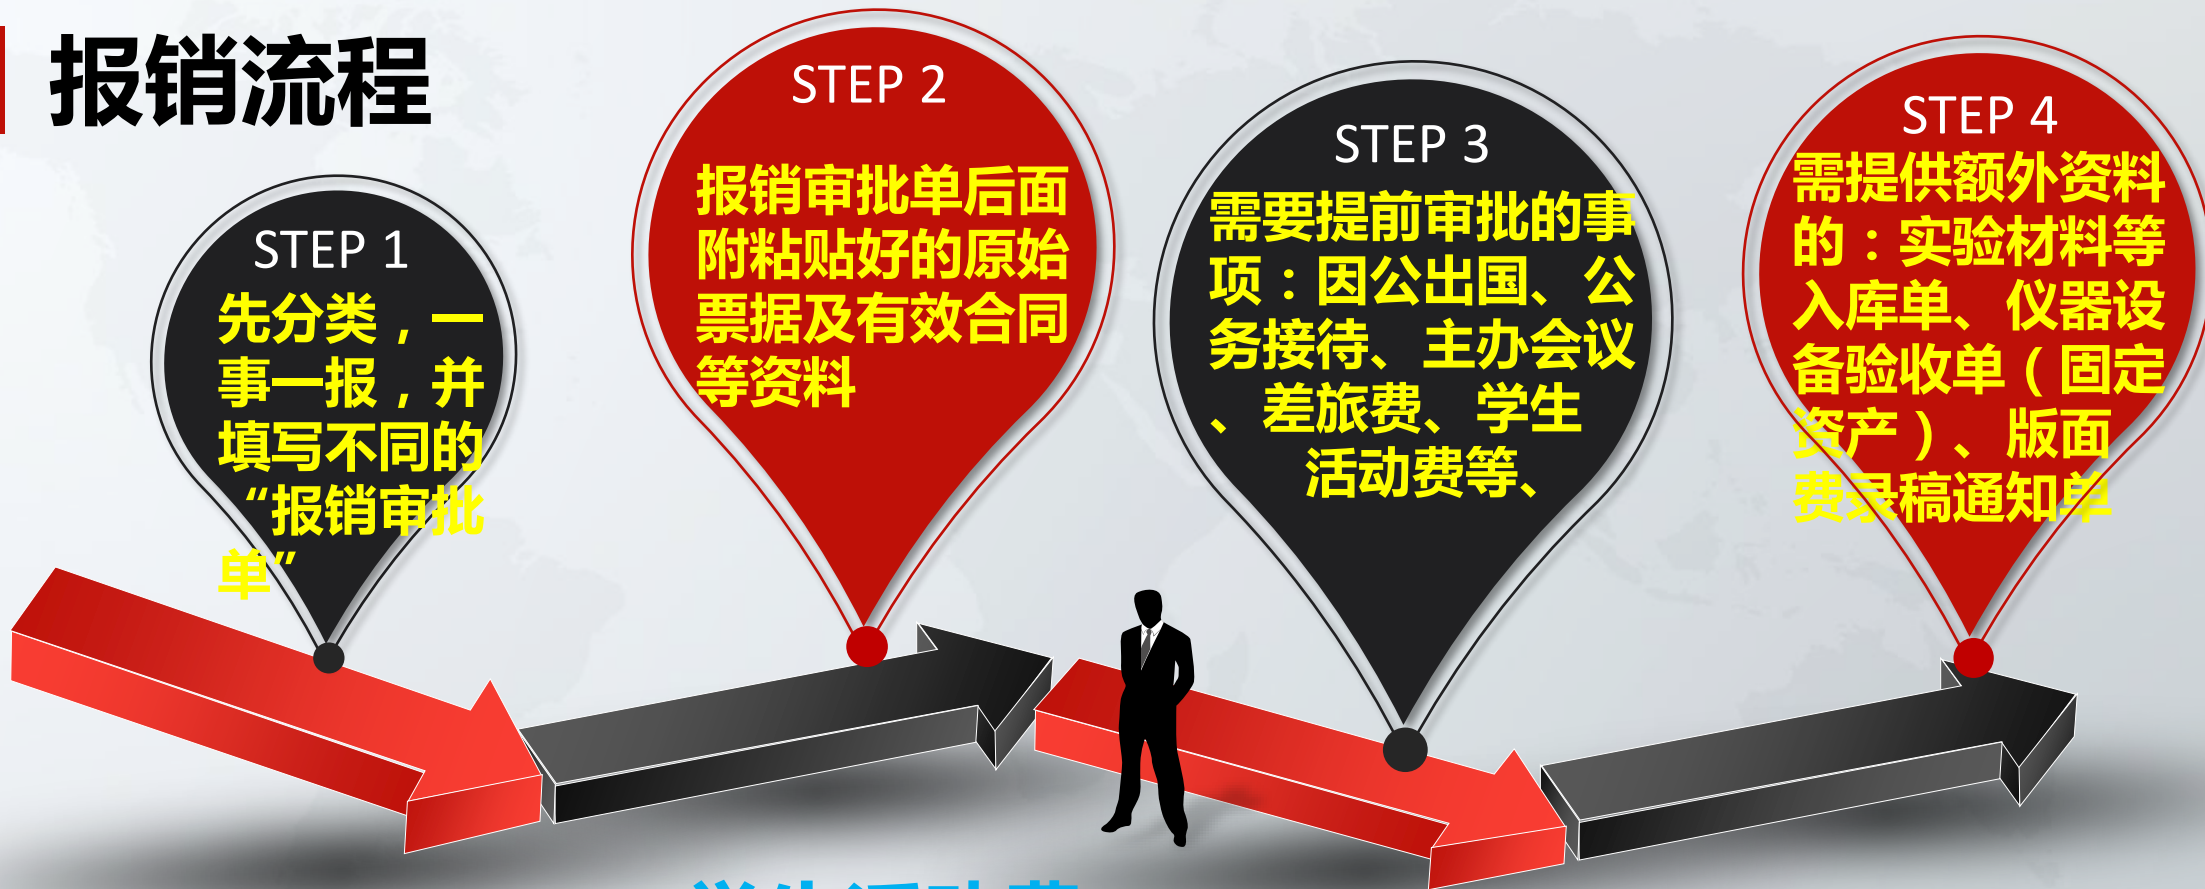 报销流程
STEP 1
先分类，一
事一报，并
填写不同的
“报销审批
单”
STEP 2
报销审批单后面
附粘贴好的原始
票据及有效合同
等资料
STEP 3
需要提前审批的事
项：因公出国、公
务接待、主办会议
、差旅费、学生
活动费等、
STEP 4
需提供额外资料
的：实验材料等
入库单、仪器设
备验收单（固定
资产）、版面
费录稿通知单